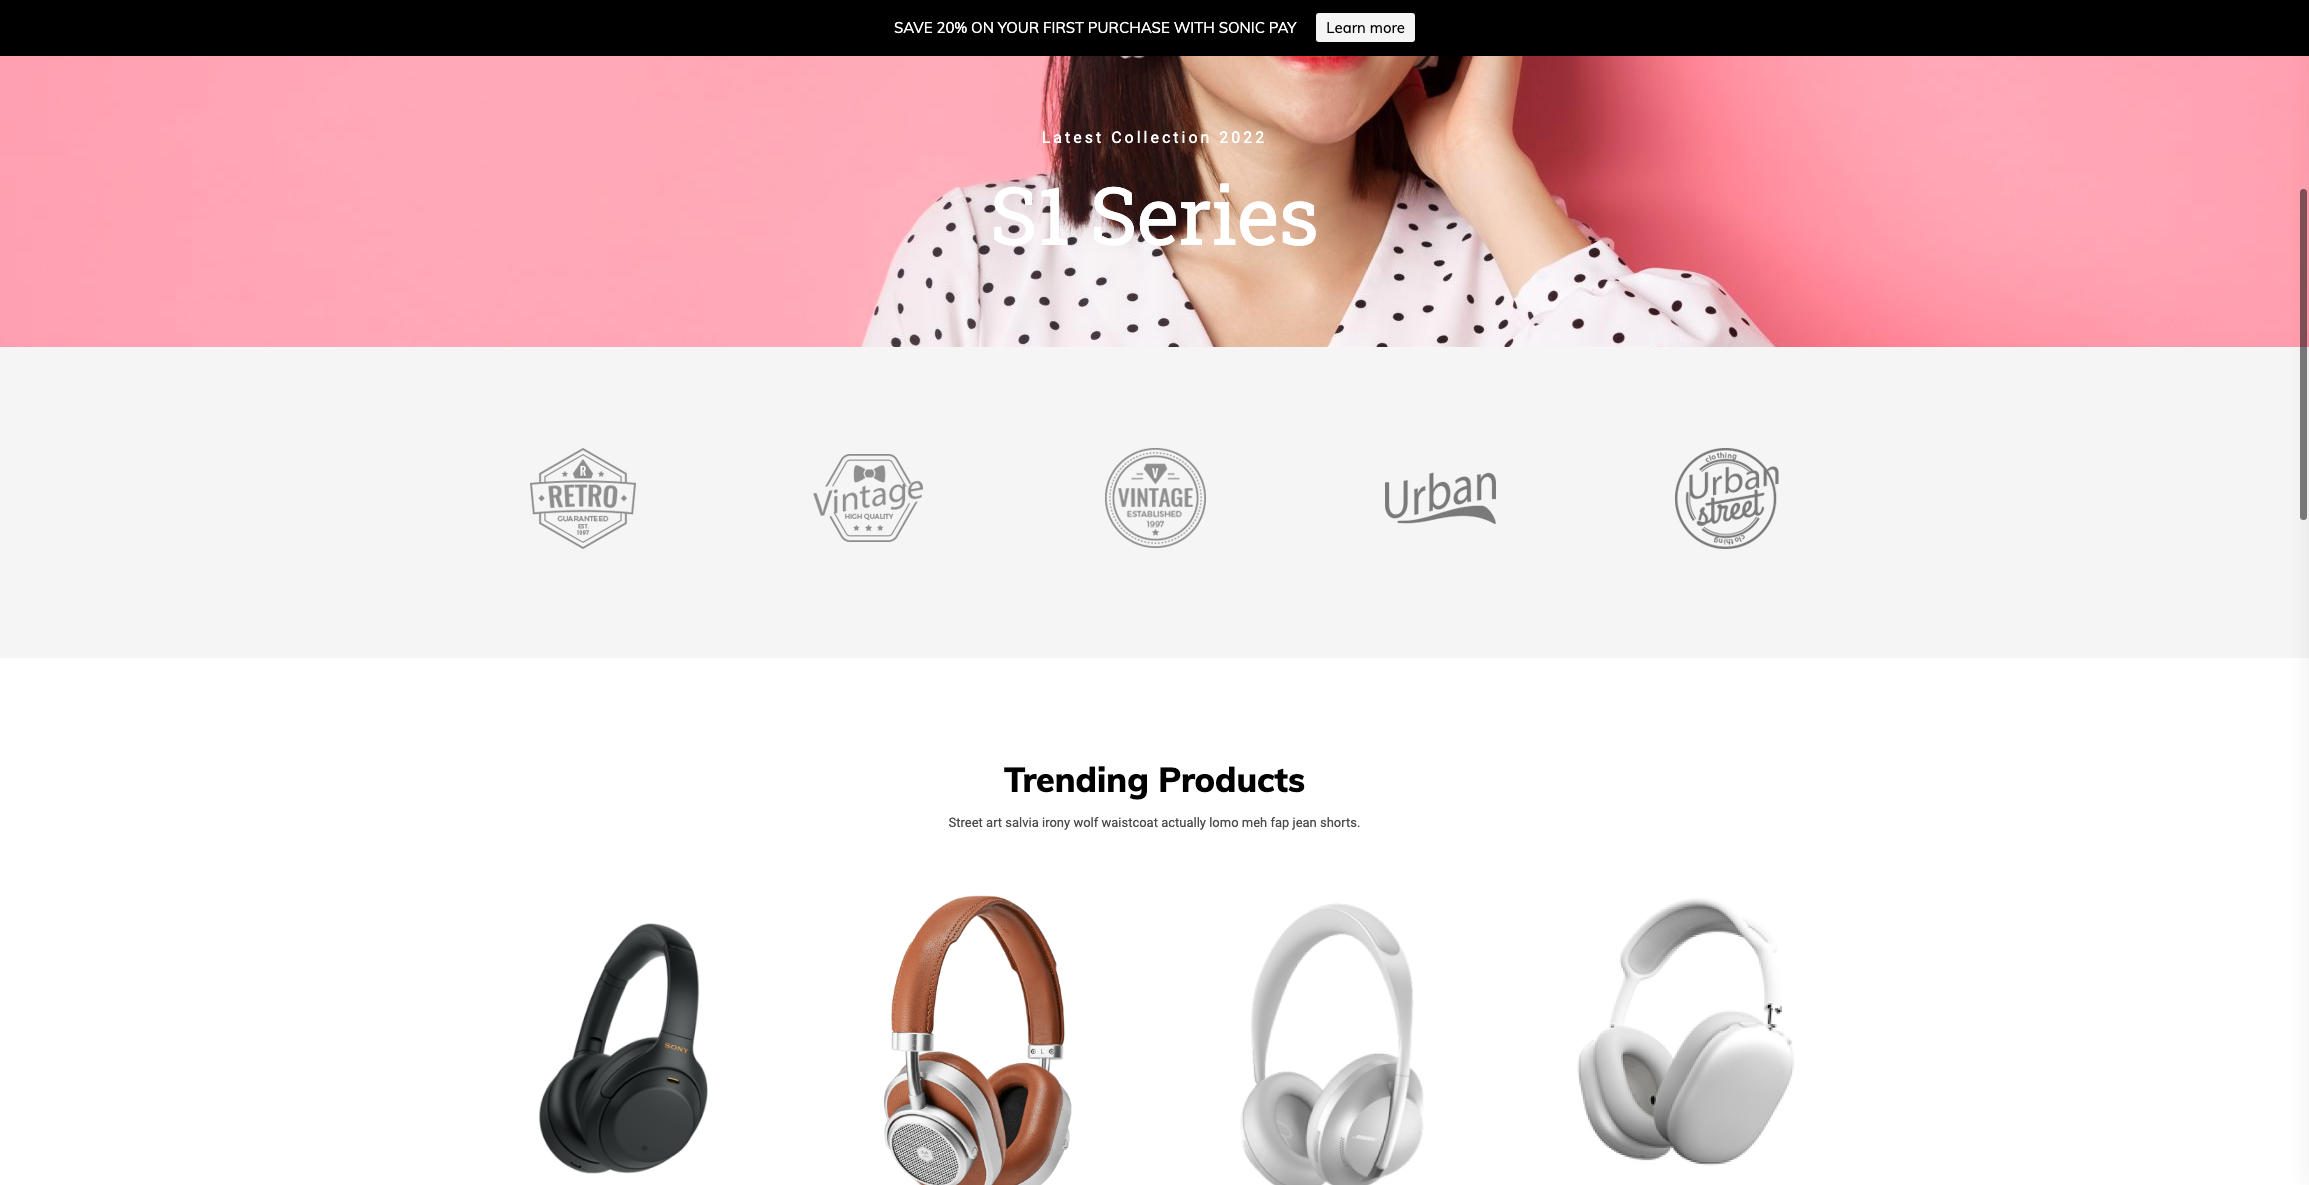 SAVE 20% ON YOUR FIRST PURCHASE WITH SONIC PAY
Learn more
Latest Collection 2022
S1 Series
R
RETRO
GUARANTEED
EST.
1997
Vintage
HIGH QUALITY
V
VINTAGE
ESTABLISHED
1997
Urban
clothing
Urban
street
clothing
Trending Products
Street art salvia irony wolf waistcoat actually lomo meh fap jean shorts.
SONY
L
BOSE